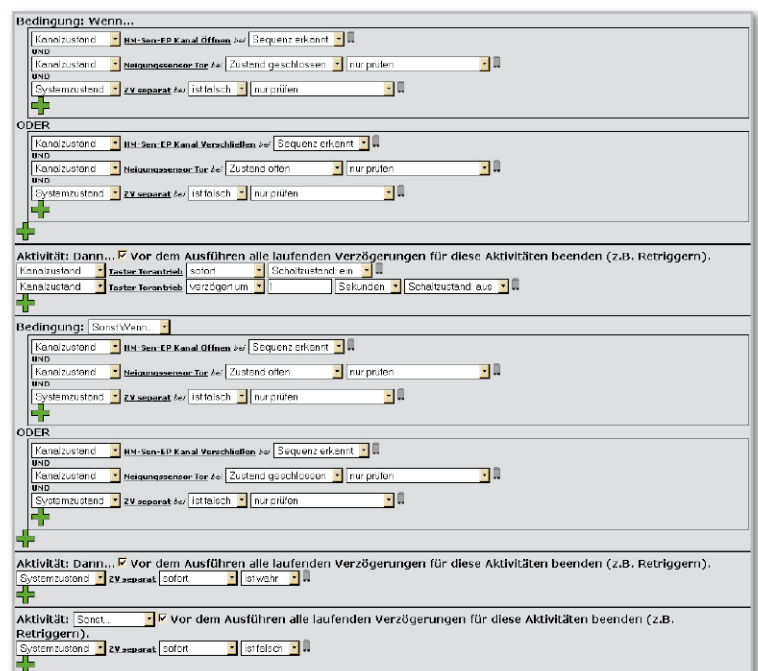 Bedingung: Wenn...
Kanalzustand HM-Sen-EP Kanal Öffnen bei Sequenz erkannt
UND
Kanalzustand Neigungssensor Tor bei Zustand geschlossen nur prüfen
UND
Systemzustand ZV separat bei ist falsch nur prüfen
ODER
Kanalzustand HM-Sen-EP Kanal Verschließen bei Sequenz erkannt
UND
Kanalzustand Neigungssensor Tor bei Zustand offen nur prüfen
UND
Systemzustand ZV separat bei ist falsch nur prüfen
Aktivität: Dann... Vor dem Ausführen alle laufenden Verzögerungen für diese Aktivitäten beenden (z.B. Retriggern).
Kanalzustand Taster Torantrieb sofort Schaltzustand: ein
Kanalzustand Taster Torantrieb verzögert um 1 Sekunden Schaltzustand: aus
Bedingung: Sonst Wenn...
Kanalzustand HM-Sen-EP Kanal Öffnen bei Sequenz erkannt
UND
Kanalzustand Neigungssensor Tor bei Zustand offen nur prüfen
UND
Systemzustand ZV separat bei ist falsch nur prüfen
ODER
Kanalzustand HM-Sen-EP Kanal Verschließen bei Sequenz erkannt
UND
Kanalzustand Neigungssensor Tor bei Zustand geschlossen nur prüfen
UND
Systemzustand ZV separat bei ist falsch nur prüfen
Aktivität: Dann... Vor dem Ausführen alle laufenden Verzögerungen für diese Aktivitäten beenden (z.B. Retriggern).
Systemzustand ZV separat sofort ist wahr
Aktivität: Sonst... Vor dem Ausführen alle laufenden Verzögerungen für diese Aktivitäten beenden (z.B.
Retriggern).
Systemzustand ZV separat sofort ist falsch